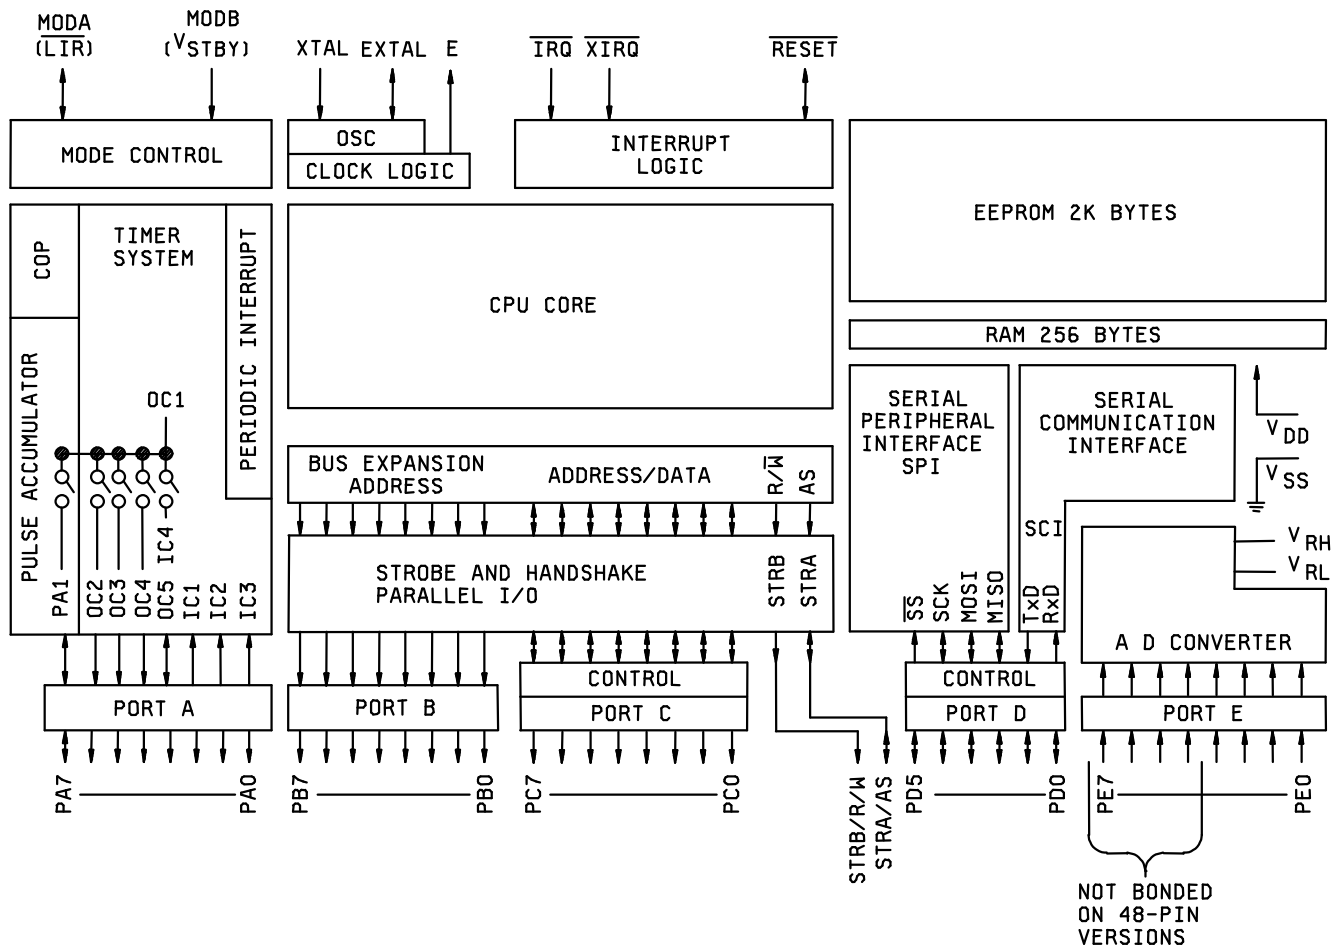 MODA
(LIR)
MODB
(VSTBY)
XTAL
EXTAL
E
IRQ
XIRQ
RESET
MODE CONTROL
OSC
CLOCK LOGIC
INTERRUPT
LOGIC
EEPROM 2K BYTES
COP
TIMER
SYSTEM
PERIODIC INTERRUPT
CPU CORE
RAM 256 BYTES
PULSE ACCUMULATOR
OC1
IC4
PA1
OC2
OC3
OC4
OC5
IC1
IC2
IC3
BUS EXPANSION
ADDRESS
ADDRESS/DATA
R/W
AS
STROBE AND HANDSHAKE
PARALLEL I/O
STRB
STRA
SERIAL
PERIPHERAL
INTERFACE
SPI
SERIAL
COMMUNICATION
INTERFACE
SCI
VDD
VSS
VRH
VRL
SS
SCK
MOSI
MISO
TxD
RxD
A D CONVERTER
PORT A
PORT B
CONTROL
PORT C
CONTROL
PORT D
PORT E
PA7
PA0
PB7
PB0
PC7
PC0
STRB/R/W
STRA/AS
PD5
PD0
PE7
PE0
NOT BONDED
ON 48-PIN
VERSIONS